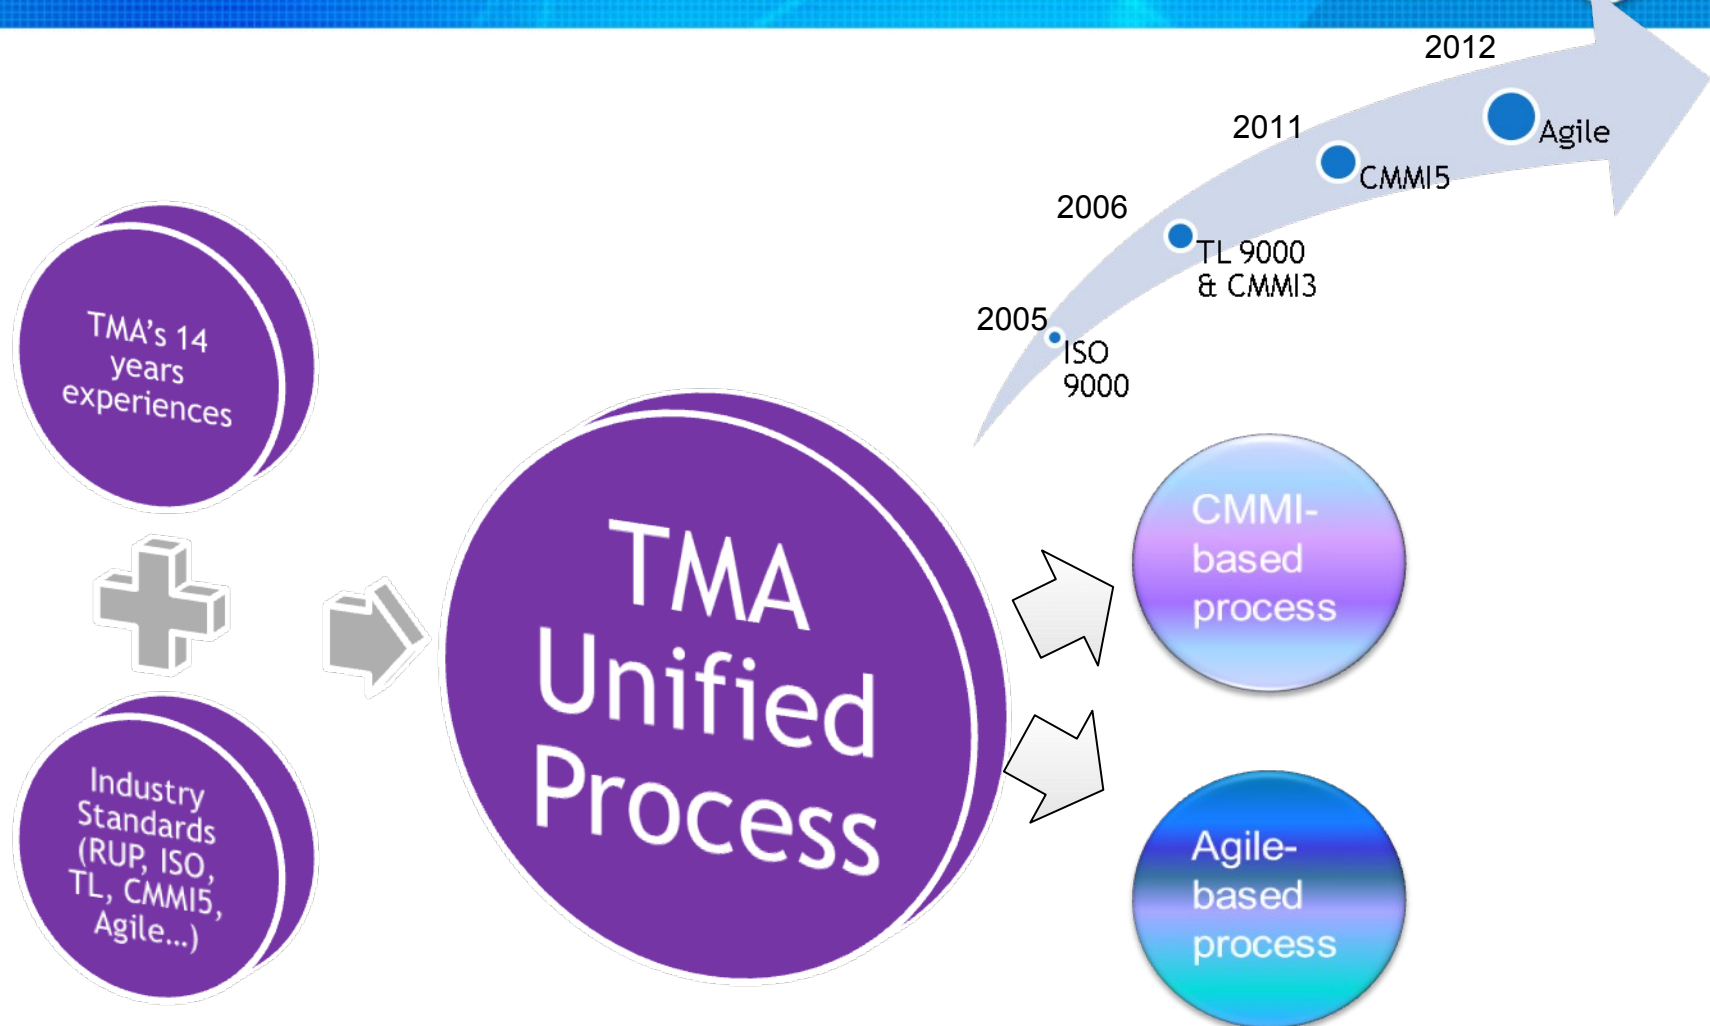 2012
Agile
2011
CMMI5
2006
TL 9000
& CMMI3
2005
ISO
9000
TMA's 14
years
experiences
Industry
Standards
(RUP, ISO,
TL, CMMI5,
Agile...)
TMA
Unified
Process
CMMI-
based
process
Agile-
based
process